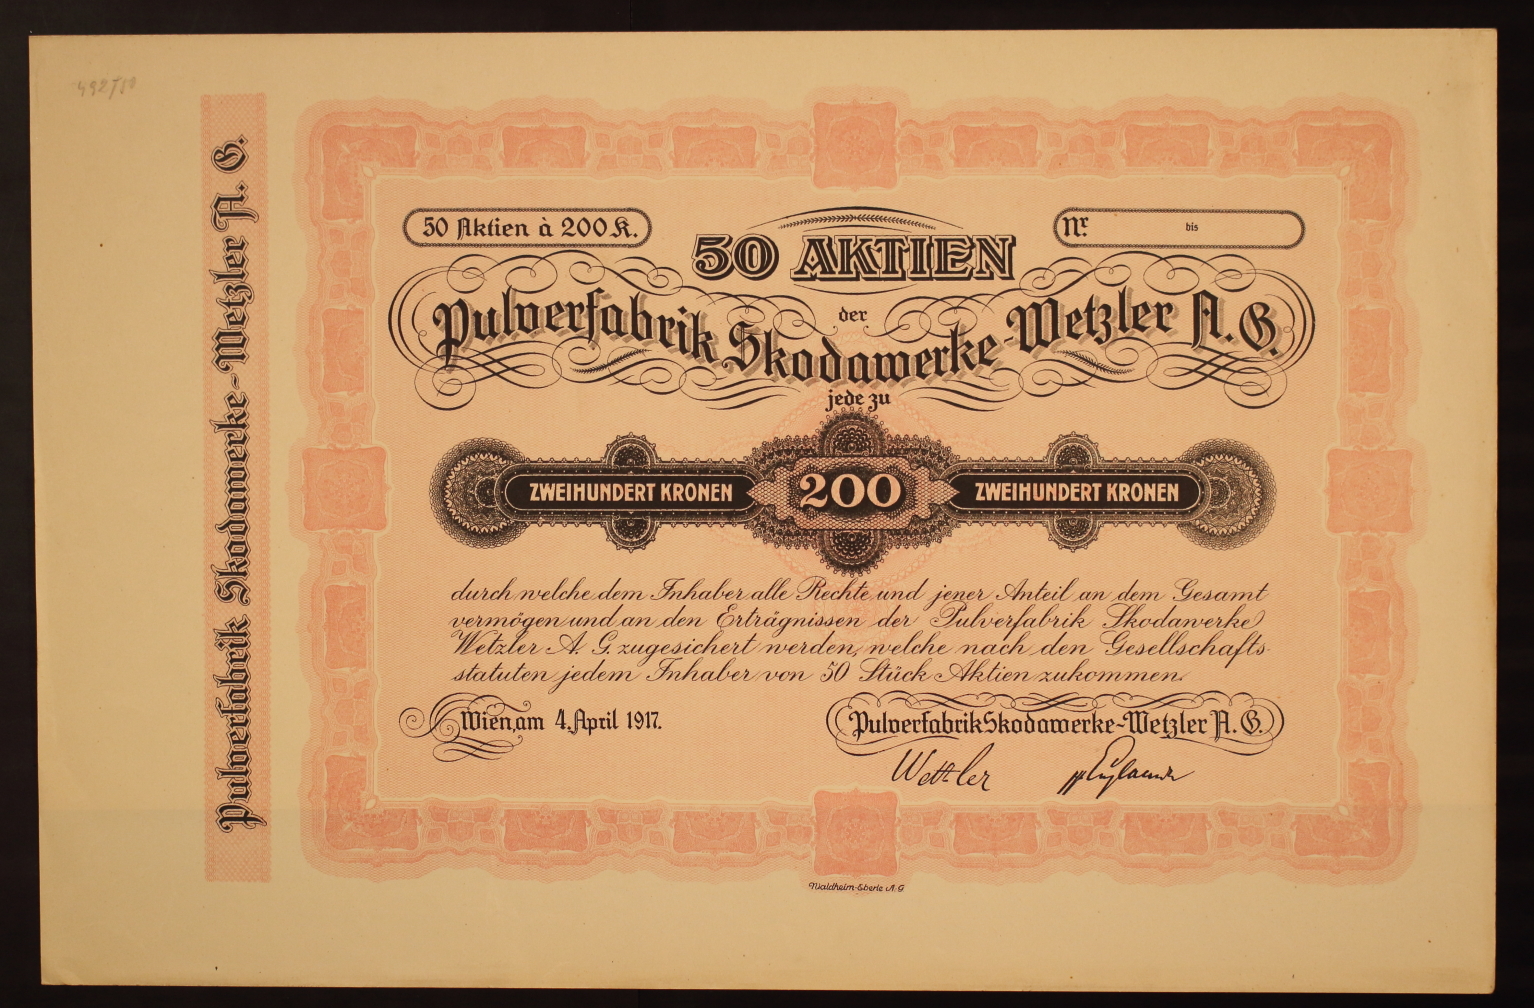 Pulverfabrik Skodawerke-Wetzler A. G.
50 Aktien à 200 K.
Nr. bis
50 AKTIEN
der
Pulverfabrik Skodawerke-Wetzler A. G.
jede zu
ZWEIHUNDERT KRONEN 200 ZWEIHUNDERT KRONEN
durch welche dem Inhaber alle Rechte und jener Anteil an dem Gesamt
vermögen und an den Erträgnissen der Pulverfabrik Skodawerke
Wetzler A. G. zugesichert werden, welche nach den Gesellschafts-
statuten jedem Inhaber von 50 Stück Aktien zukommen.
Wien, am 4. April 1917.
Pulverfabrik Skodawerke-Wetzler A. G.
Waldheim-Eberle A. G